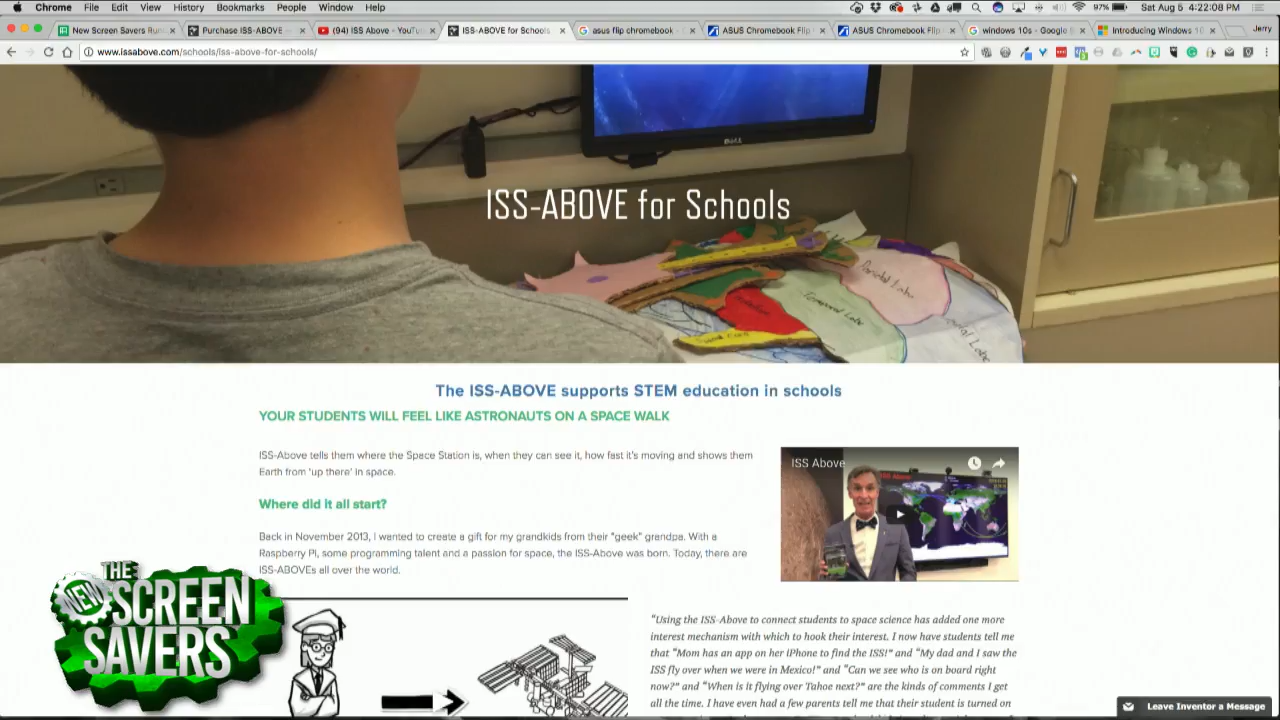 Chrome File Edit View History Bookmarks People Window Help 97% Sat Aug 5 4:22:08 PM
New Screen Savers Run Purchase ISS-ABOVE (94) ISS Above - YouTu ISS-ABOVE for Schools asus flip chromebook - ASUS Chromebook Flip ASUS Chromebook Flip windows 10s - Google Introducing Windows 10 Jerry
www.issabove.com/schools/iss-above-for-schools/
DELL
ISS-ABOVE for Schools
Parietal Lobe
Temporal Lobe
The ISS-ABOVE supports STEM education in schools
YOUR STUDENTS WILL FEEL LIKE ASTRONAUTS ON A SPACE WALK
ISS-Above tells them where the Space Station is, when they can see it, how fast it's moving and shows them
Earth from 'up there' in space.
Where did it all start?
Back in November 2013, I wanted to create a gift for my grandkids from their "geek" grandpa. With a
Raspberry Pi, some programming talent and a passion for space, the ISS-Above was born. Today, there are
ISS-ABOVEs all over the world.
ISS Above
ISS Above
"Using the ISS-Above to connect students to space science has added one more
interest mechanism with which to hook their interest. I now have students tell me
that "Mom has an app on her iPhone to find the ISS!" and "My dad and I saw the
ISS fly over when we were in Mexico!" and "Can we see who is on board right
now?" and "When is it flying over Tahoe next?" are the kinds of comments I get
all the time. I have even had a few parents tell me that their student is turned on
THE
NEW
SCREEN
SAVERS
Leave Inventor a Message